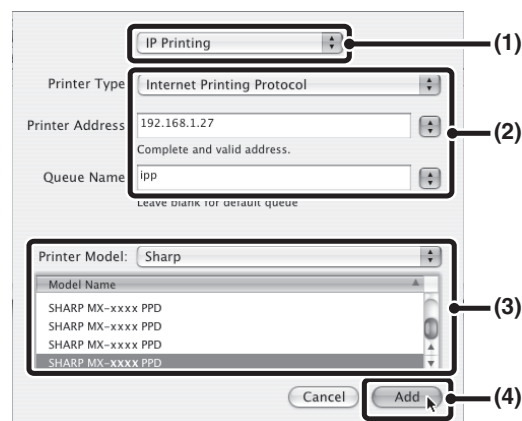 IP Printing
(1)
Printer Type Internet Printing Protocol
Printer Address 192.168.1.27
(2)
Complete and valid address.
Queue Name ipp
Leave blank for default queue
Printer Model: Sharp
Model Name
(3)
SHARP MX-xxxx PPD
SHARP MX-xxxx PPD
SHARP MX-xxxx PPD
SHARP MX-xxxx PPD
Cancel Add
(4)